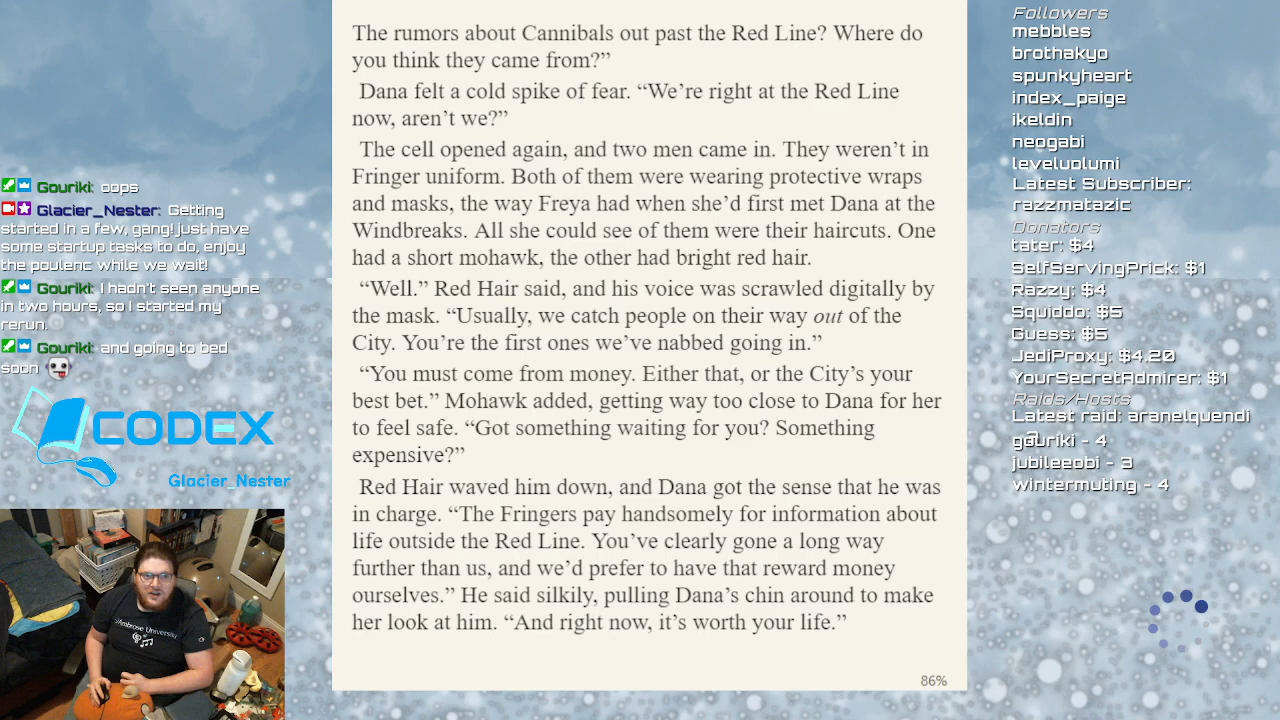 The rumors about Cannibals out past the Red Line? Where do
you think they came from?”
Dana felt a cold spike of fear. “We’re right at the Red Line
now, aren’t we?”
The cell opened again, and two men came in. They weren’t in
Fringer uniform. Both of them were wearing protective wraps
and masks, the way Freya had when she’d first met Dana at the
Windbreaks. All she could see of them were their haircuts. One
had a short mohawk, the other had bright red hair.
“Well.” Red Hair said, and his voice was scrawled digitally by
the mask. “Usually, we catch people on their way out of the
City. You’re the first ones we’ve nabbed going in.”
“You must come from money. Either that, or the City’s your
best bet.” Mohawk added, getting way too close to Dana for her
to feel safe. “Got something waiting for you? Something
expensive?”
Red Hair waved him down, and Dana got the sense that he was
in charge. “The Fringers pay handsomely for information about
life outside the Red Line. You’ve clearly gone a long way
further than us, and we’d prefer to have that reward money
ourselves.” He said silkily, pulling Dana’s chin around to make
her look at him. “And right now, it’s worth your life.”
86%
Gouriki: oops
Glacier_Nester: Getting
started in a few, gang! just have
some startup tasks to do, enjoy
the poulenc while we wait!
Gouriki: I hadn't seen anyone
in two hours, so I started my
rerun.
Gouriki: and going to bed
soon
CODEX
Glacier_Nester
St. Ambrose University
Followers
mebbles
brothakyo
spunkyheart
index_paige
ikeldin
neogabi
leveluolumi
Latest Subscriber:
razzmatazic
Donators
tater: $4
SelfServingPrick: $1
Razzy: $4
Squiddo: $5
Guess: $5
JediProxy: $4.20
YourSecretAdmirer: $1
Raids/Hosts
Latest raid: aranelquendi
gouriki - 4
jubileeobi - 3
wintermuting - 4